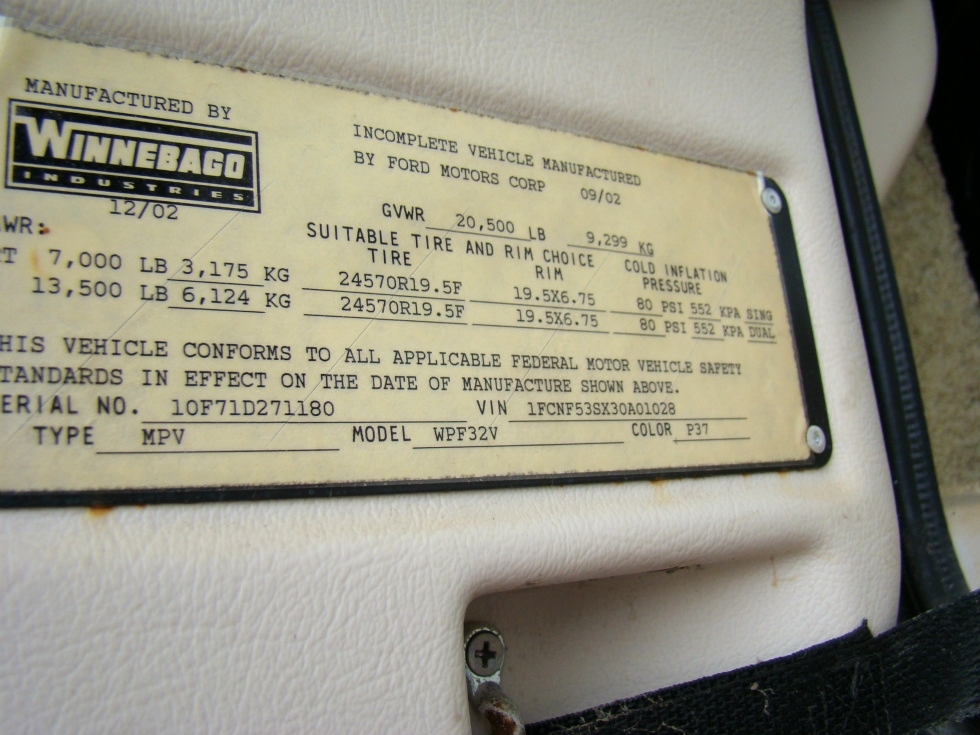 MANUFACTURED BY
WINNEBAGO
INDUSTRIES
12/02
INCOMPLETE VEHICLE MANUFACTURED
BY FORD MOTORS CORP 09/02
GVWR 20,500 LB 9,299 KG
WR:
SUITABLE TIRE AND RIM CHOICE
TIRE RIM COLD INFLATION PRESSURE
RT 7,000 LB 3,175 KG 24570R19.5F 19.5X6.75 80 PSI 552 KPA SING
13,500 LB 6,124 KG 24570R19.5F 19.5X6.75 80 PSI 552 KPA DUAL
HIS VEHICLE CONFORMS TO ALL APPLICABLE FEDERAL MOTOR VEHICLE SAFETY
TANDARDS IN EFFECT ON THE DATE OF MANUFACTURE SHOWN ABOVE.
ERIAL NO. 10F71D271180 VIN 1FCNF53SX30A01028
TYPE MPV MODEL WPF32V COLOR P37